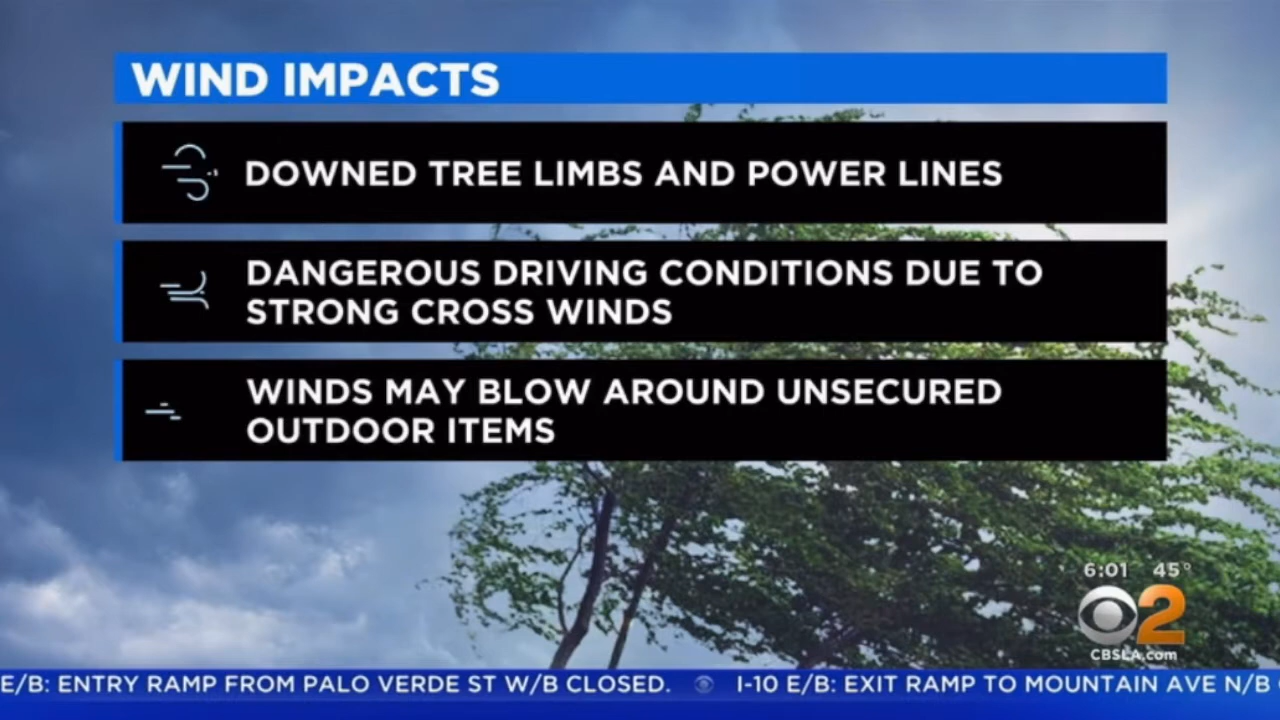 WIND IMPACTS
DOWNED TREE LIMBS AND POWER LINES
DANGEROUS DRIVING CONDITIONS DUE TO
STRONG CROSS WINDS
WINDS MAY BLOW AROUND UNSECURED
OUTDOOR ITEMS
6:01 45°
2
CBSLA.com
E/B: ENTRY RAMP FROM PALO VERDE ST W/B CLOSED. I-10 E/B: EXIT RAMP TO MOUNTAIN AVE N/B